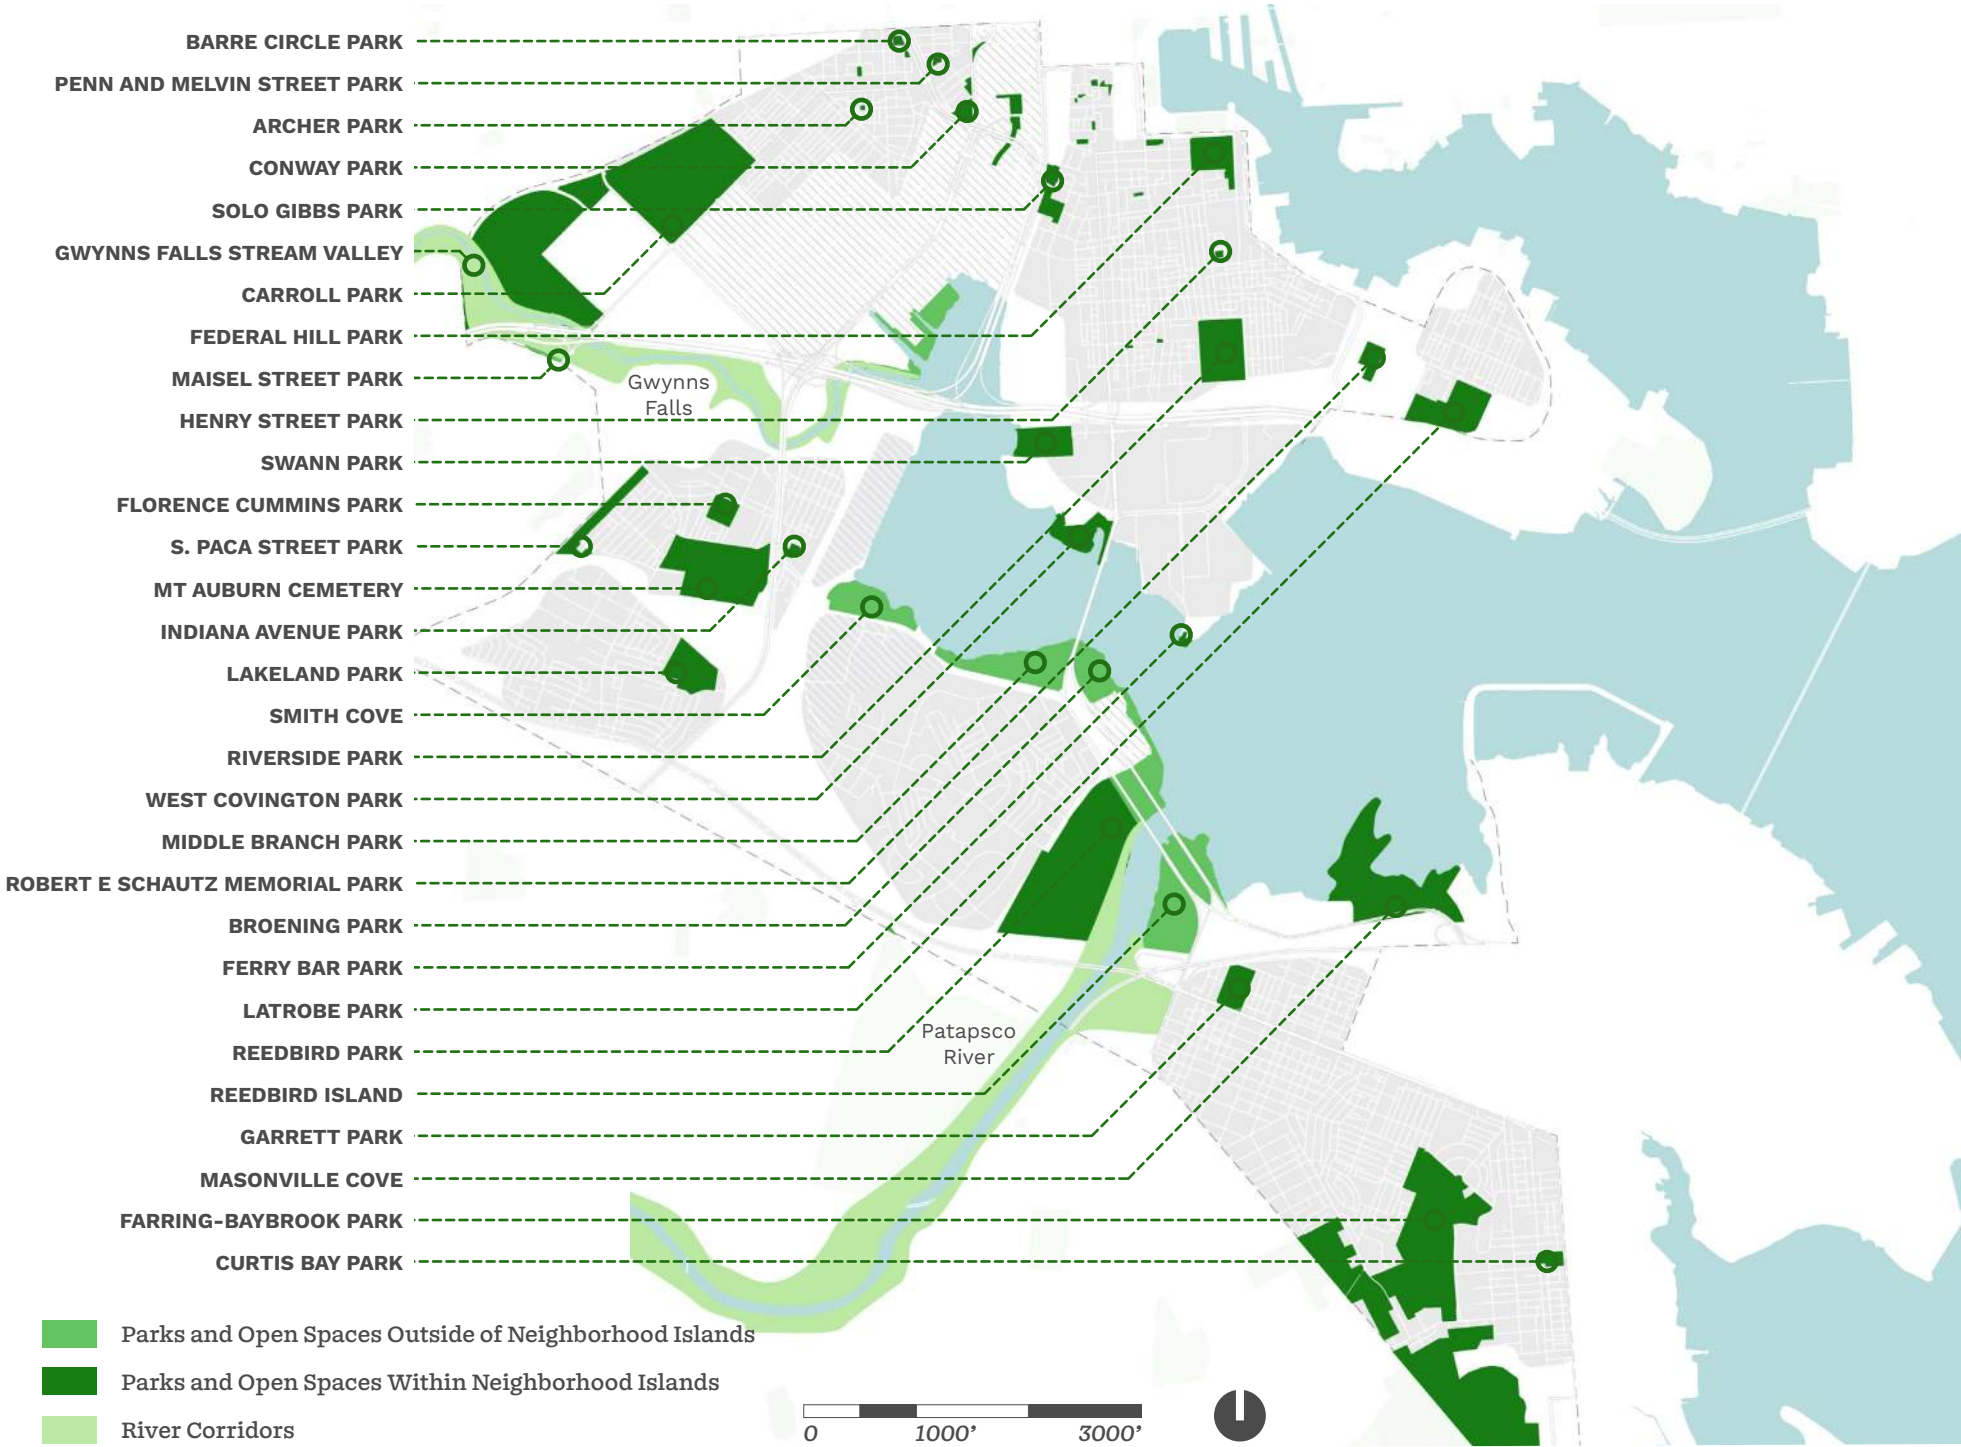 BARRE CIRCLE PARK
PENN AND MELVIN STREET PARK
ARCHER PARK
CONWAY PARK
SOLO GIBBS PARK
GWYNNS FALLS STREAM VALLEY
CARROLL PARK
FEDERAL HILL PARK
MAISEL STREET PARK
HENRY STREET PARK
SWANN PARK
FLORENCE CUMMINS PARK
S. PACA STREET PARK
MT AUBURN CEMETERY
INDIANA AVENUE PARK
LAKELAND PARK
SMITH COVE
RIVERSIDE PARK
WEST COVINGTON PARK
MIDDLE BRANCH PARK
ROBERT E SCHAUTZ MEMORIAL PARK
BROENING PARK
FERRY BAR PARK
LATROBE PARK
REEDBIRD PARK
REEDBIRD ISLAND
GARRETT PARK
MASONVILLE COVE
FARRING-BAYBROOK PARK
CURTIS BAY PARK
Gwynns
Falls
Patapsco
River
Parks and Open Spaces Outside of Neighborhood Islands
Parks and Open Spaces Within Neighborhood Islands
River Corridors
0 1000’ 3000’